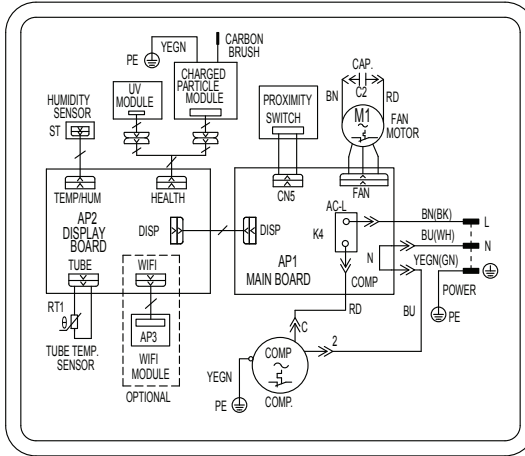 YEGN
PE
CARBON
BRUSH
UV
MODULE
CHARGED
PARTICLE
MODULE
CAP.
C2
BN
RD
HUMIDITY
SENSOR
ST
PROXIMITY
SWITCH
M1
~
FAN
MOTOR
TEMP/HUM
HEALTH
CN5
FAN
AP2
DISPLAY
BOARD
DISP
DISP
AC-L
K4
BN(BK)
L
BU(WH)
N
N
YEGN(GN)
AP1
MAIN BOARD
COMP
POWER
TUBE
WIFI
RT1
θ
AP3
RD
BU
PE
TUBE TEMP.
SENSOR
WIFI
MODULE
OPTIONAL
C
COMP
~
2
YEGN
PE
COMP.